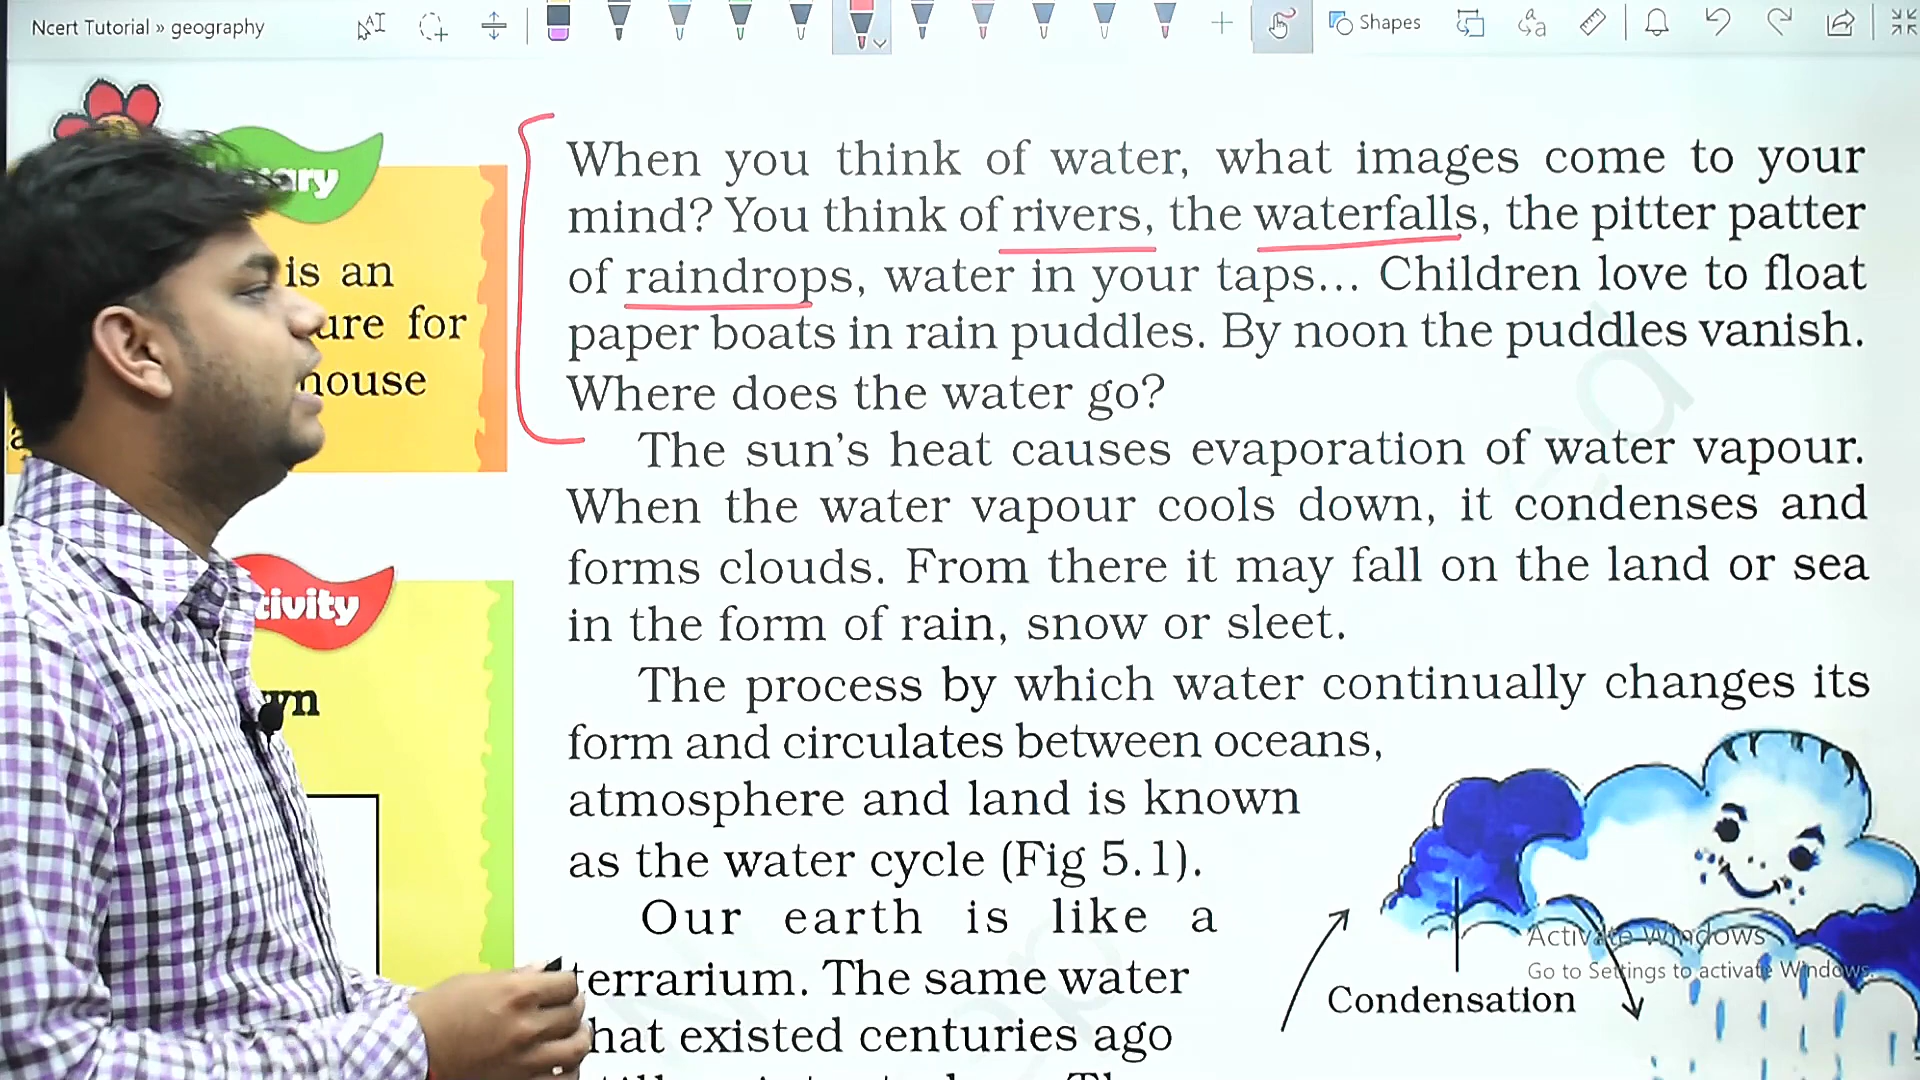 Ncert Tutorial » geography
Shapes
ary
is an
ure for
house
tivity
wn
When you think of water, what images come to your
mind? You think of rivers, the waterfalls, the pitter patter
of raindrops, water in your taps... Children love to float
paper boats in rain puddles. By noon the puddles vanish.
Where does the water go?
The sun's heat causes evaporation of water vapour.
When the water vapour cools down, it condenses and
forms clouds. From there it may fall on the land or sea
in the form of rain, snow or sleet.
The process by which water continually changes its
form and circulates between oceans,
atmosphere and land is known
as the water cycle (Fig 5.1).
Our earth is like a
terrarium. The same water
hat existed centuries ago
Condensation
Activate Windows
Go to Settings to activate Windows.